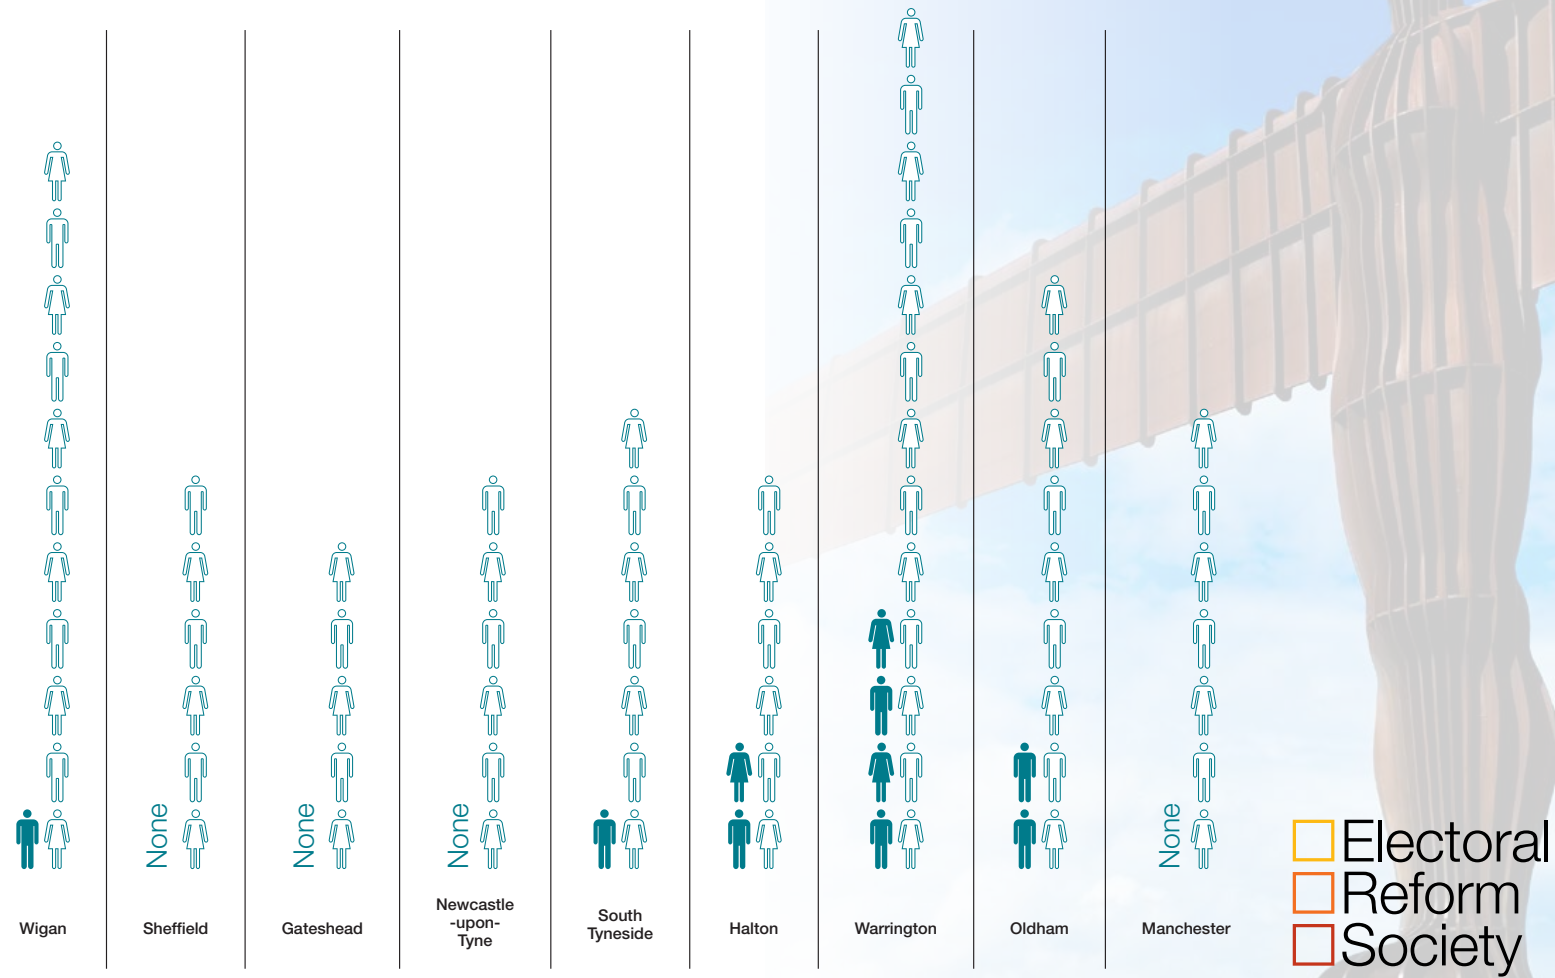 None
None
None
None
Wigan
Sheffield
Gateshead
Newcastle
-upon-
Tyne
South
Tyneside
Halton
Warrington
Oldham
Manchester
Electoral
Reform
Society